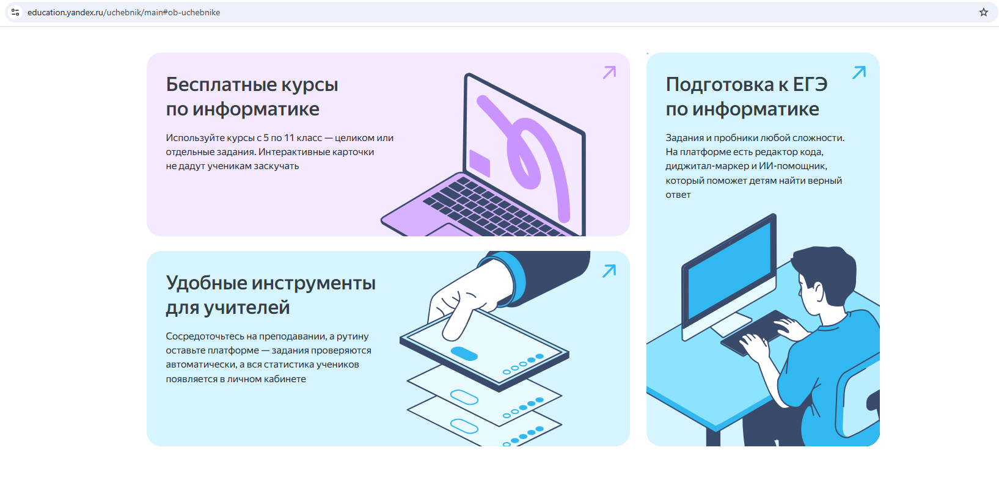 education.yandex.ru/uchebnik/main#ob-uchebnike
Бесплатные курсы
по информатике
Используйте курсы с 5 по 11 класс — целиком или
отдельные задания. Интерактивные карточки
не дадут ученикам заскучать
Подготовка к ЕГЭ
по информатике
Задания и пробники любой сложности.
На платформе есть редактор кода,
диджитал-маркер и ИИ-помощник,
который поможет детям найти верный
ответ
Удобные инструменты
для учителей
Сосредоточьтесь на преподавании, а рутину
оставьте платформе — задания проверяются
автоматически, а вся статистика учеников
появляется в личном кабинете